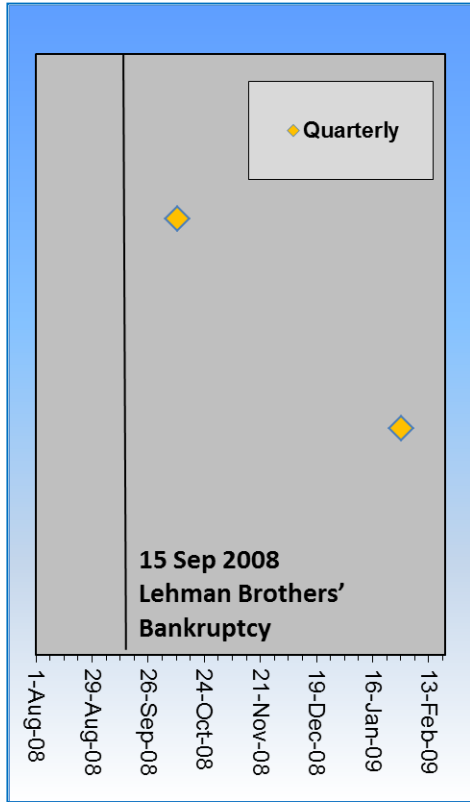 Quarterly
15 Sep 2008
Lehman Brothers’
Bankruptcy
1-Aug-08
29-Aug-08
26-Sep-08
24-Oct-08
21-Nov-08
19-Dec-08
16-Jan-09
13-Feb-09